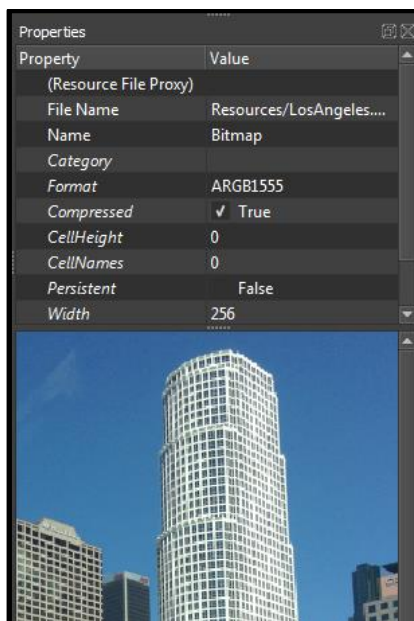 Properties
Property Value
(Resource File Proxy)
File Name Resources/LosAngeles....
Name Bitmap
Category
Format ARGB1555
Compressed True
CellHeight 0
CellNames 0
Persistent False
Width 256